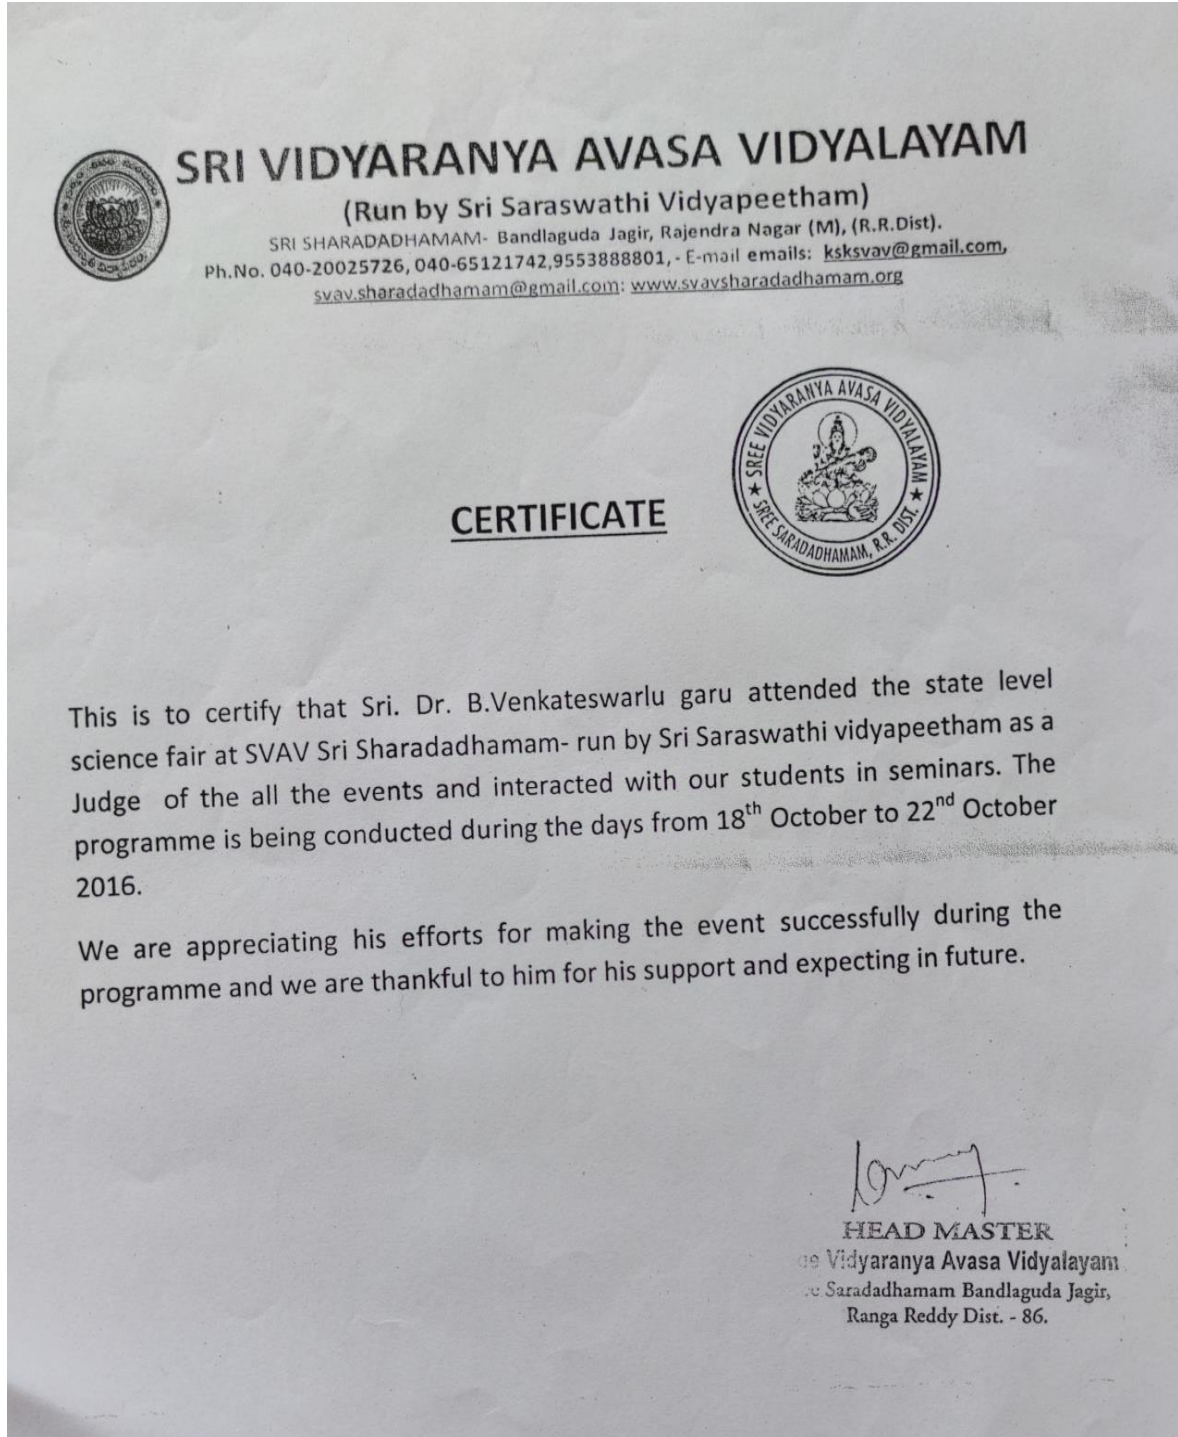 SRI VIDYARANYA AVASA VIDYALAYAM
(Run by Sri Saraswathi Vidyapeetham)
SRI SHARADADHAMAM- Bandlaguda Jagir, Rajendra Nagar (M), (R.R.Dist).
Ph.No. 040-20025726, 040-65121742,9553888801,- E-mail emails: ksksvav@gmail.com,
svav.sharadadhamam@gmail.com: www.svavsharadadhamam.org
SREE VIDYARANYA AVASA VIDYALAYAM
★ SREE SARADADHAMAM, R.R. DIST. ★
CERTIFICATE
This is to certify that Sri. Dr. B.Venkateswarlu garu attended the state level
science fair at SVAV Sri Sharadadhamam- run by Sri Saraswathi vidyapeetham as a
Judge of the all the events and interacted with our students in seminars. The
programme is being conducted during the days from 18th October to 22nd October
2016.
We are appreciating his efforts for making the event successfully during the
programme and we are thankful to him for his support and expecting in future.
HEAD MASTER
Vidyaranya Avasa Vidyalayam
Saradadhamam Bandlaguda Jagir,
Ranga Reddy Dist. - 86.